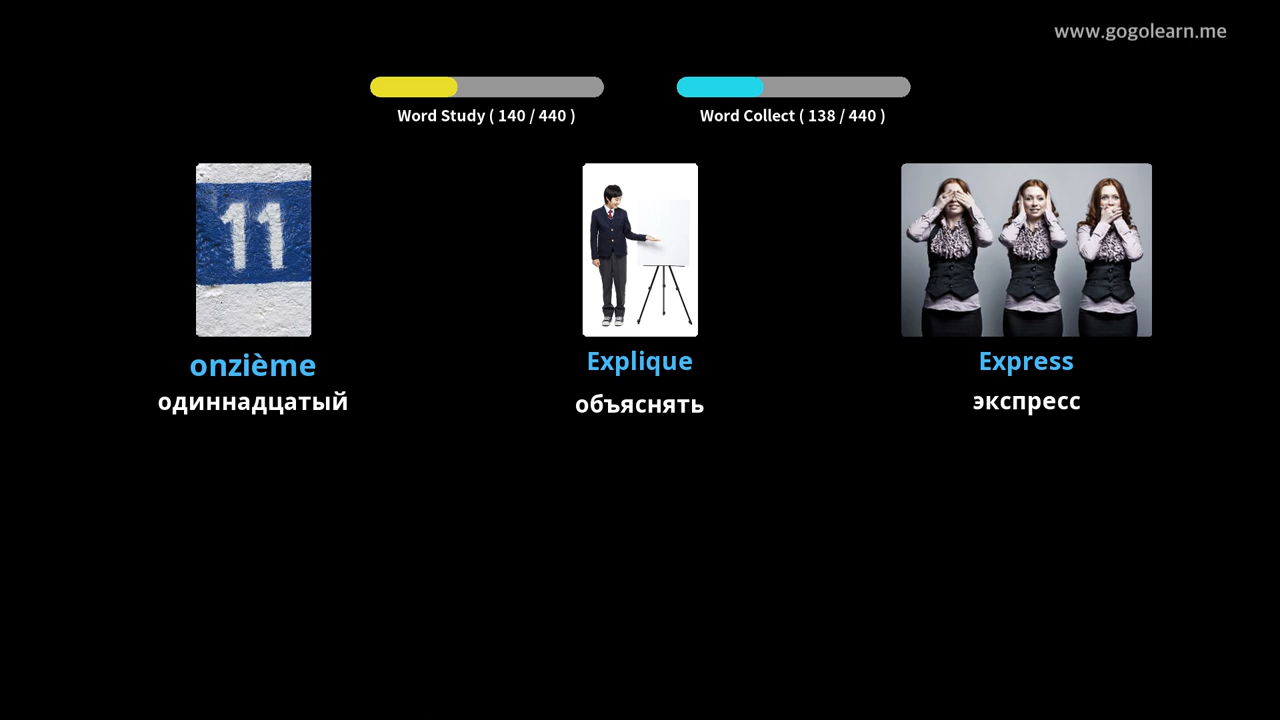 www.gogolearn.me
Word Study ( 140 / 440 )
Word Collect ( 138 / 440 )
11
onzième
Explique
Express
одиннадцатый
объяснять
экспресс